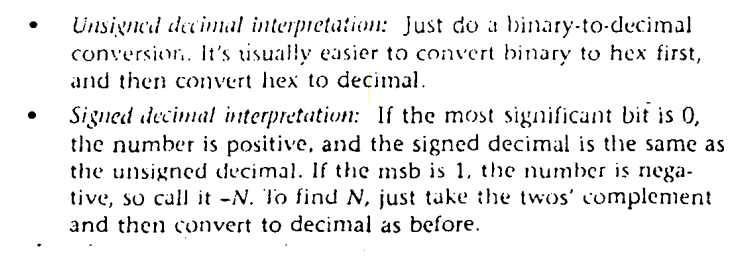 • Unsigned decimal interpretation: Just do a binary-to-decimal
conversion. It's usually easier to convert binary to hex first,
and then convert hex to decimal.
• Signed decimal interpretation: If the most significant bit is 0,
the number is positive, and the signed decimal is the same as
the unsigned decimal. If the msb is 1, the number is nega-
tive, so call it -N. To find N, just take the twos' complement
and then convert to decimal as before.